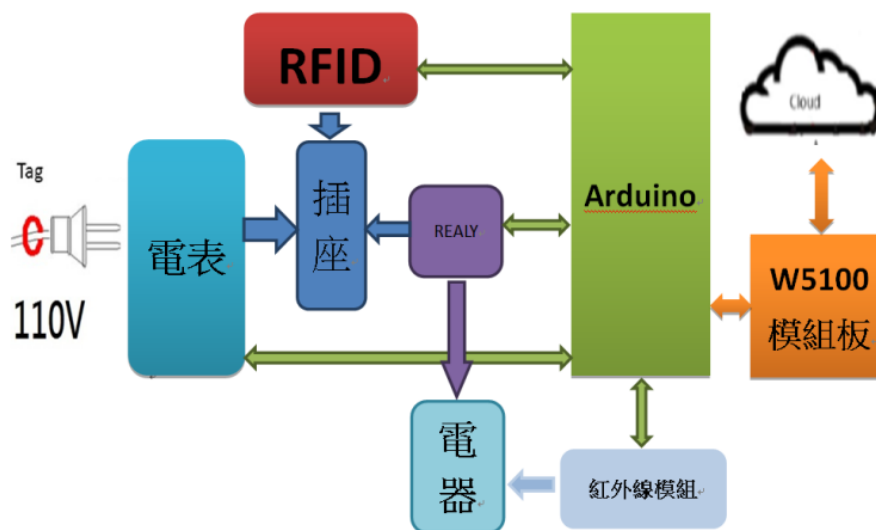 RFID
Tag
110V
電表
插
座
REALY
Arduino
Cloud
W5100
模組板
電
器
紅外線模組